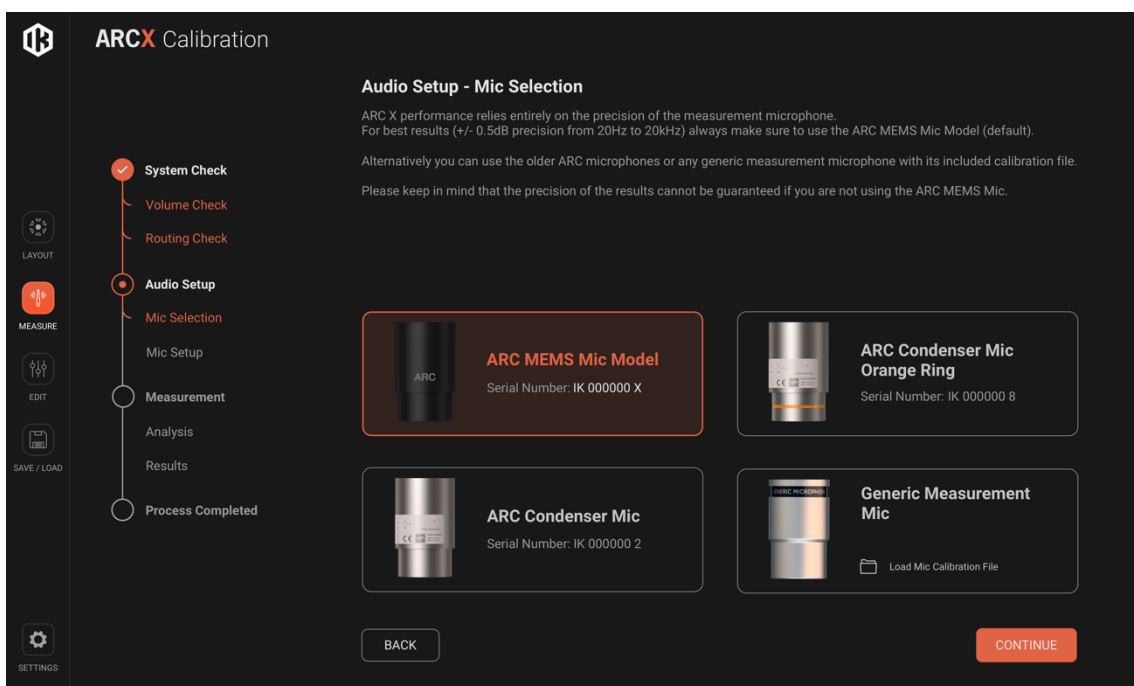 ARCX Calibration
Audio Setup - Mic Selection
ARC X performance relies entirely on the precision of the measurement microphone.
For best results (+/- 0.5dB precision from 20Hz to 20kHz) always make sure to use the ARC MEMS Mic Model (default).
Alternatively you can use the older ARC microphones or any generic measurement microphone with its included calibration file.
Please keep in mind that the precision of the results cannot be guaranteed if you are not using the ARC MEMS Mic.
LAYOUT
MEASURE
EDIT
SAVE / LOAD
SETTINGS
System Check
Volume Check
Routing Check
Audio Setup
Mic Selection
Mic Setup
Measurement
Analysis
Results
Process Completed
ARC
ARC MEMS Mic Model
Serial Number: IK 000000 X
CE
ARC Condenser Mic
Orange Ring
Serial Number: IK 000000 8
CE
ARC Condenser Mic
Serial Number: IK 000000 2
GENERIC MICROPHON
Generic Measurement
Mic
Load Mic Calibration File
BACK
CONTINUE